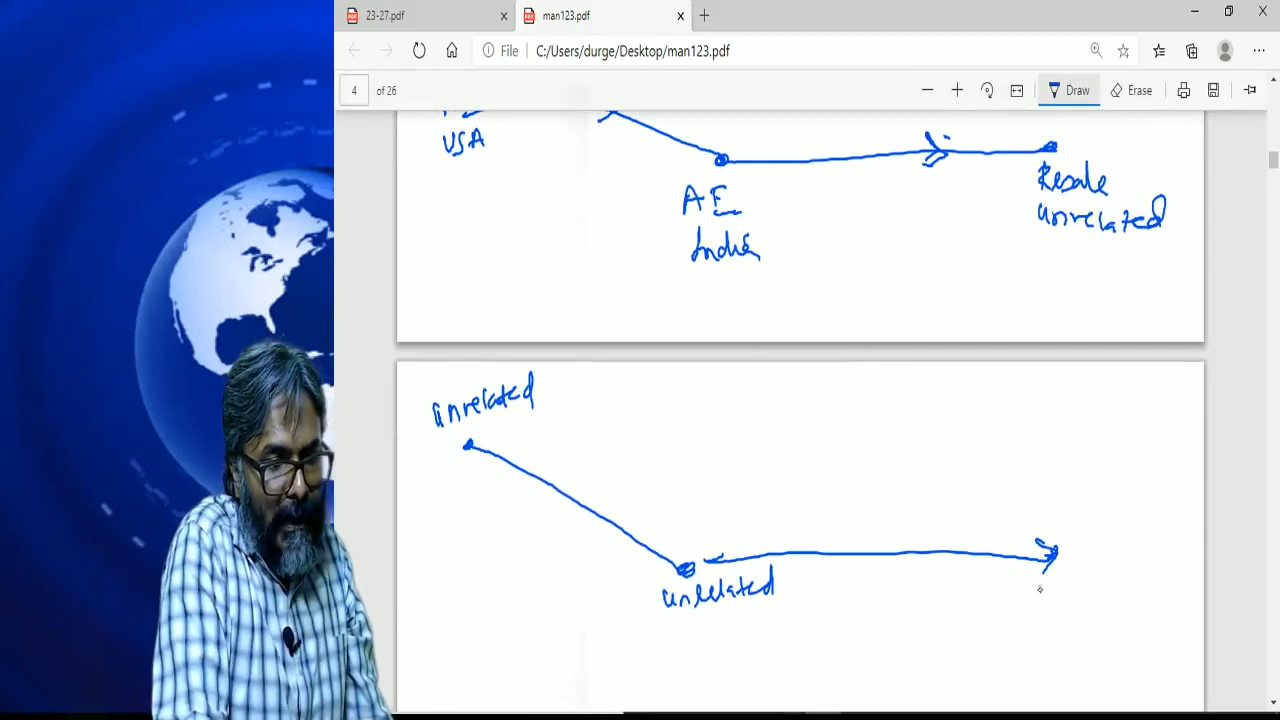 23-27.pdf
man123.pdf
File
C:/Users/durge/Desktop/man123.pdf
4
of 26
Draw
Erase
USA
AE
India
Resale
unrelated
unrelated
unrelated